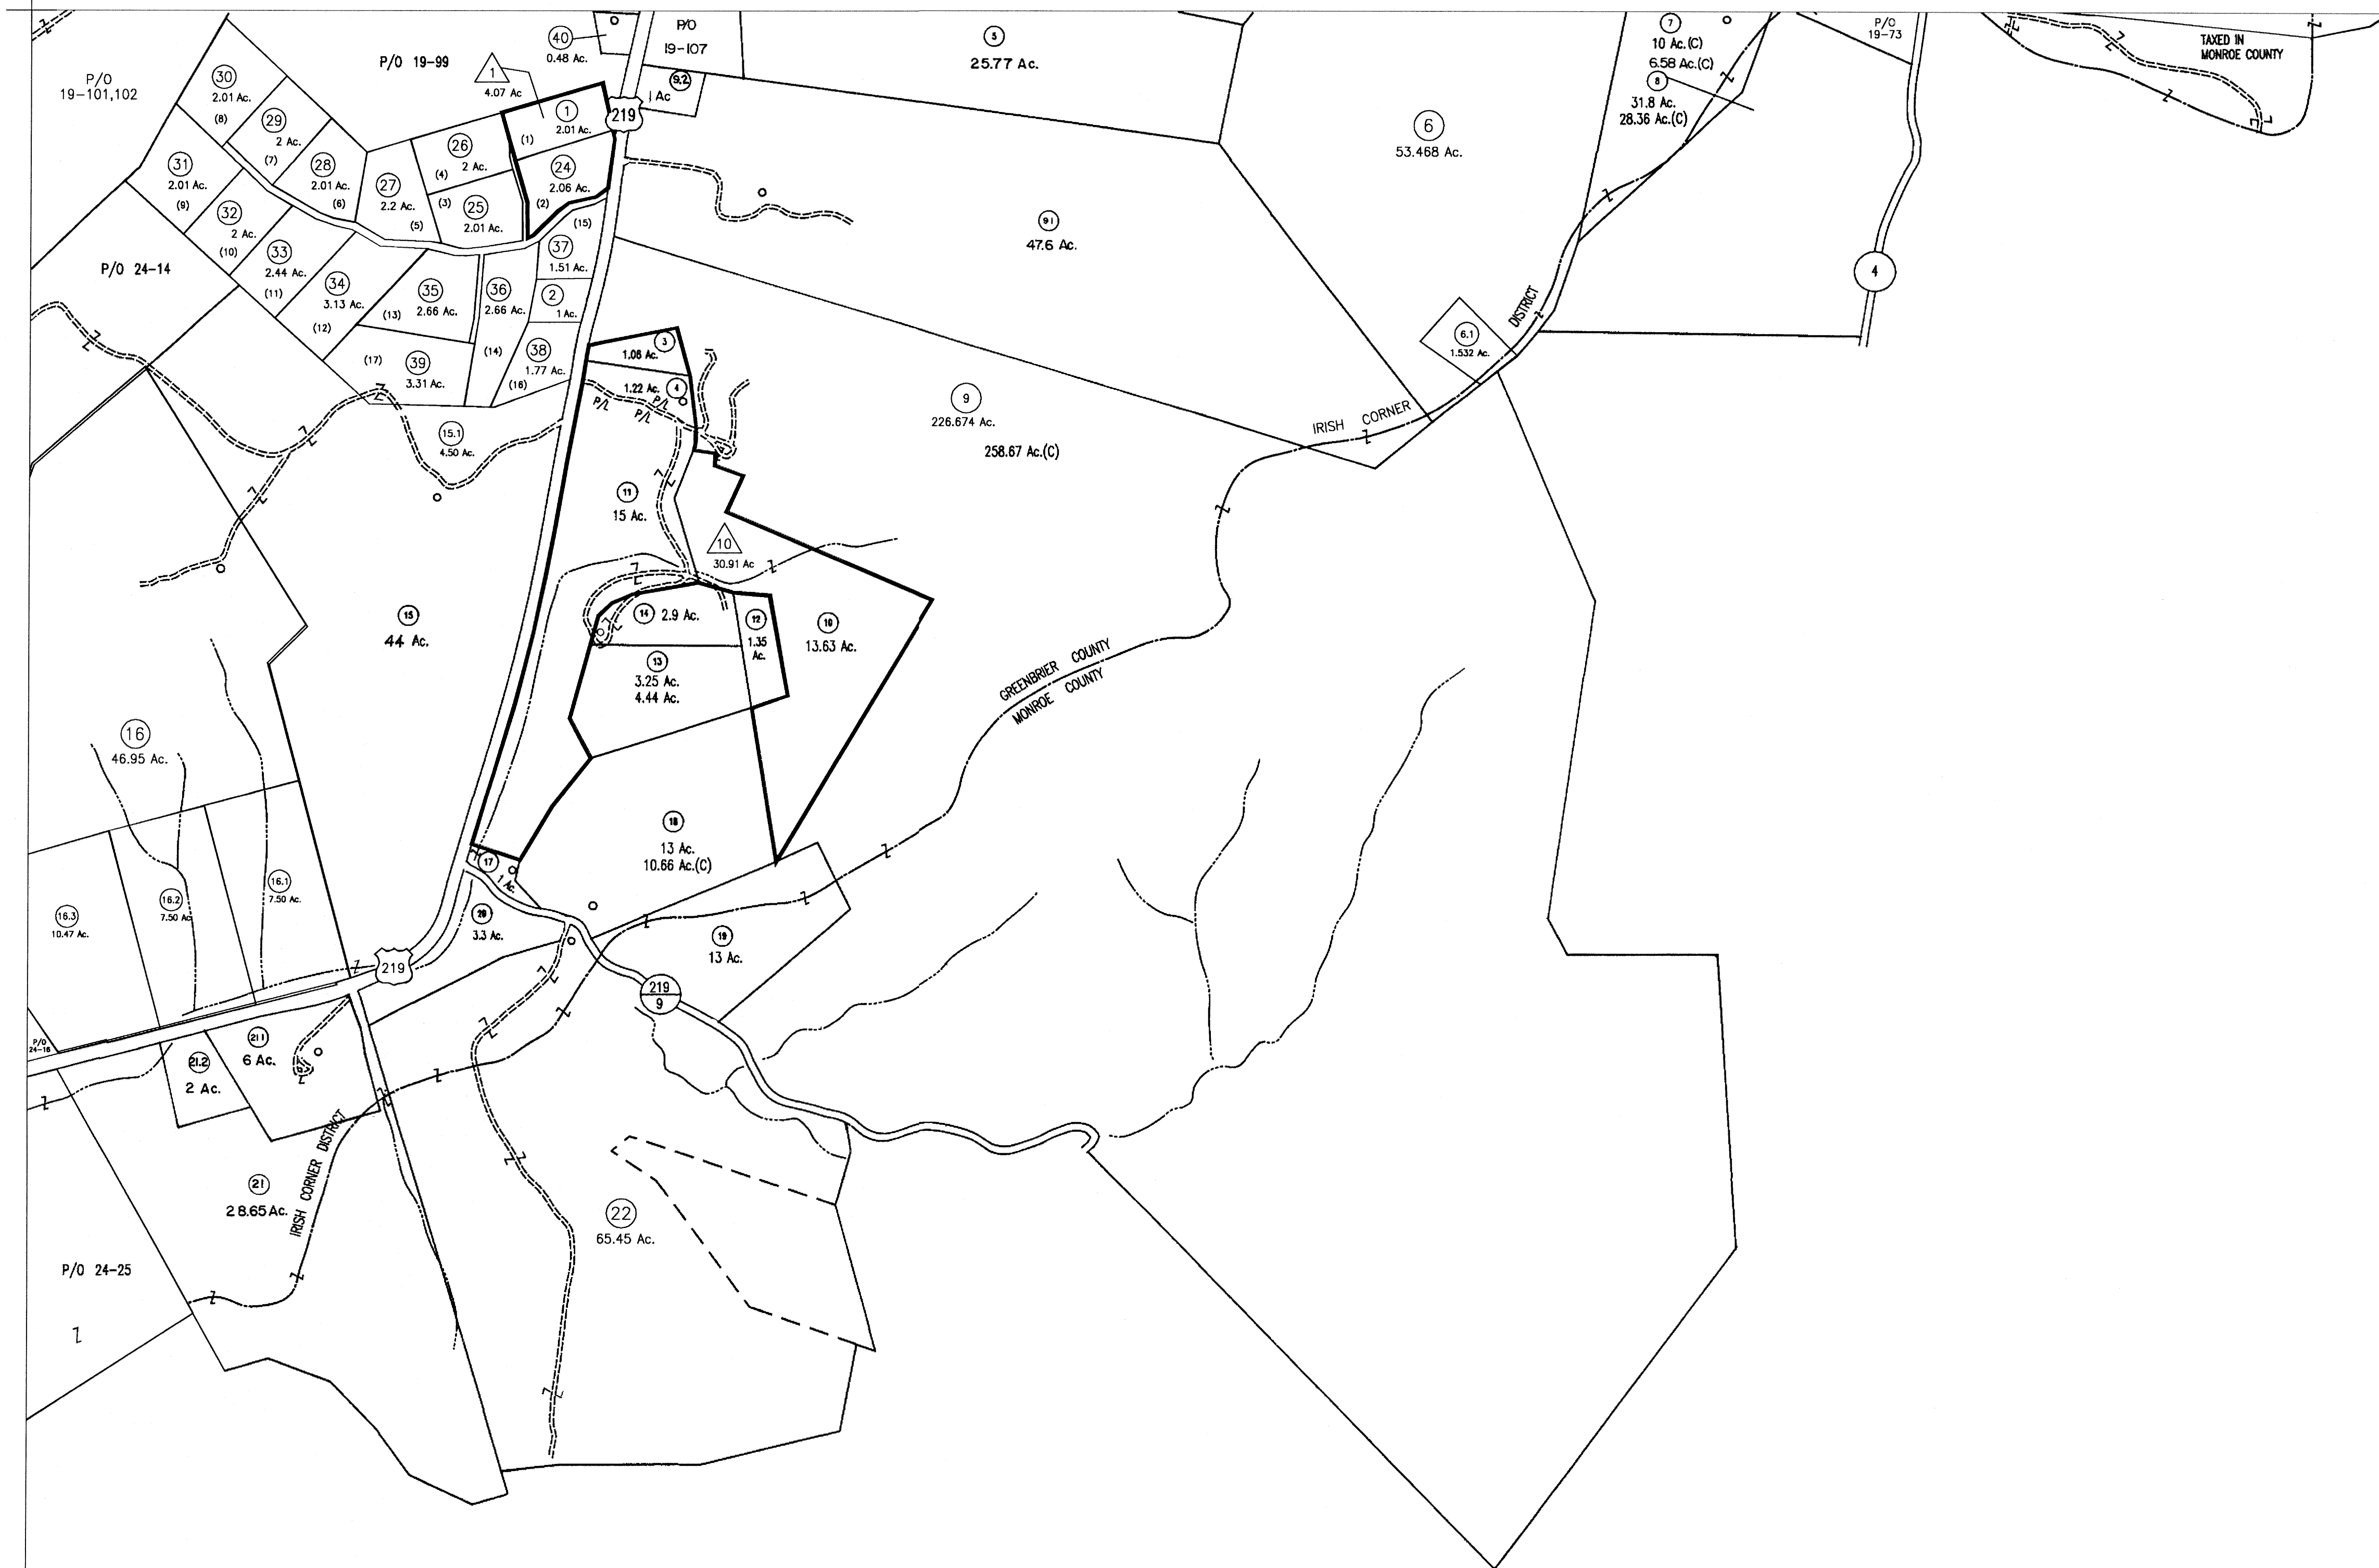 40
0.48 Ac.
P/O
19-107
5
25.77 Ac.
7
10 Ac.(C)
6.58 Ac.(C)
8
31.8 Ac.
28.36 Ac.(C)
P/O
19-73
TAXED IN
MONROE COUNTY
P/O
19-101,102
P/O 19-99
1
4.07 Ac
9.2
1 Ac
30
2.01 Ac.
(8)
29
2 Ac.
(7)
28
2.01 Ac.
(6)
27
2.2 Ac.
(5)
26
(4)
2 Ac.
25
(3)
2.01 Ac.
1
2.01 Ac.
(1)
24
2.06 Ac.
(2)
219
6
53.468 Ac.
31
2.01 Ac.
(9)
32
2 Ac.
(10)
33
2.44 Ac.
(11)
34
3.13 Ac.
(12)
35
(13)
2.66 Ac.
36
2.66 Ac.
(14)
(15)
37
1.51 Ac.
2
1 Ac.
38
1.77 Ac.
(16)
(17)
39
3.31 Ac.
P/O 24-14
91
47.6 Ac.
4
6.1
1.532 Ac.
IRISH CORNER DISTRICT
3
1.06 Ac.
1.22 Ac.
4
P/L
P/L
P/L
9
226.674 Ac.
258.67 Ac.(C)
15.1
4.50 Ac.
11
15 Ac.
10
30.91 Ac
15
44 Ac.
14
2.9 Ac.
12
1.35
Ac.
10
13.63 Ac.
13
3.25 Ac.
4.44 Ac.
GREENBRIER COUNTY
MONROE COUNTY
16
46.95 Ac.
18
13 Ac.
10.66 Ac.(C)
17
1 Ac.
16.3
10.47 Ac.
16.2
7.50 Ac
16.1
7.50 Ac.
20
3.3 Ac.
19
13 Ac.
219
219
9
P/O
24-16
21.2
2 Ac.
21.1
6 Ac.
21
28.65 Ac.
IRISH CORNER DISTRICT
22
65.45 Ac.
P/O 24-25